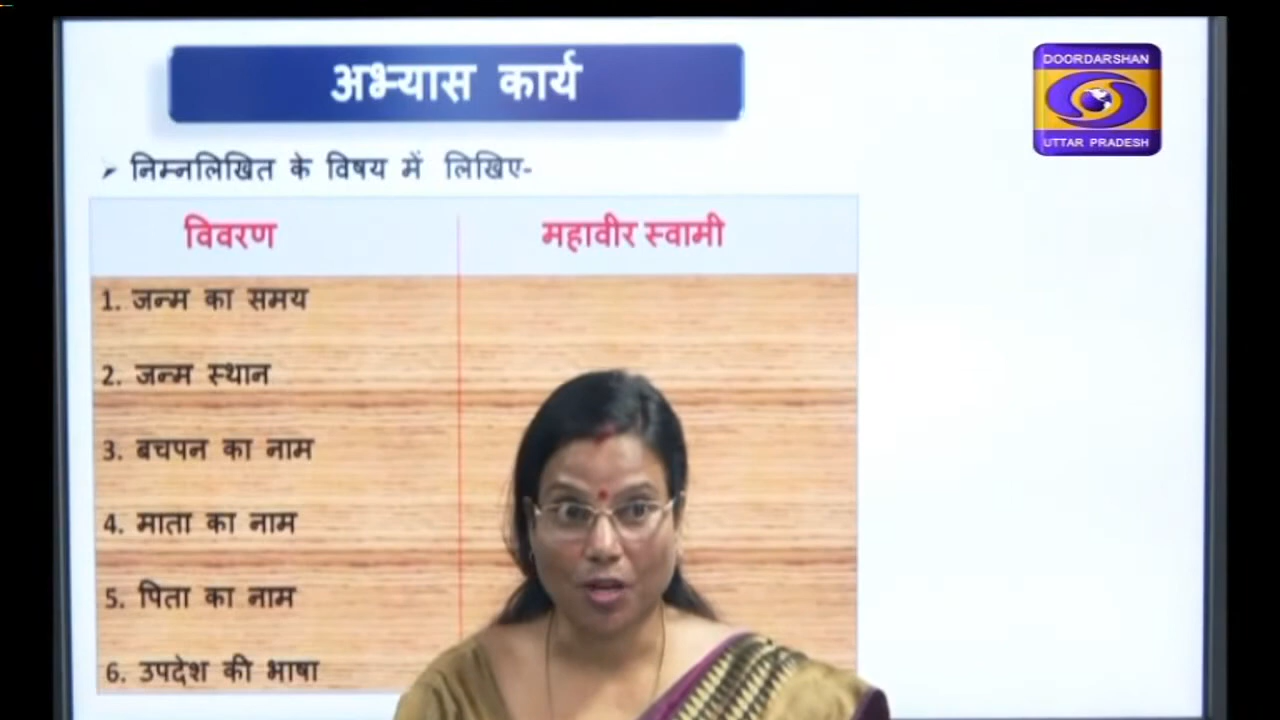 अभ्यास कार्य
DOORDARSHAN
UTTAR PRADESH
➢ निम्नलिखित के विषय में लिखिए-
विवरण महावीर स्वामी
1. जन्म का समय
2. जन्म स्थान
3. बचपन का नाम
4. माता का नाम
5. पिता का नाम
6. उपदेश की भाषा